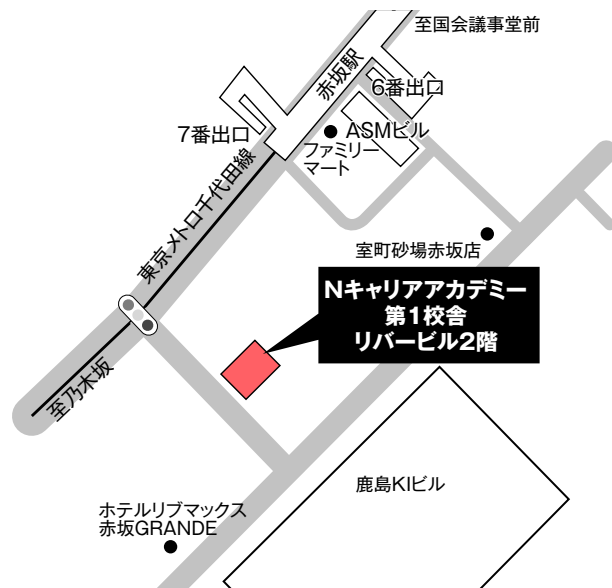 至国会議事堂前
赤坂駅
6番出口
7番出口
ASMビル
ファミリー
マート
東京メトロ千代田線
室町砂場赤坂店
Nキャリアアカデミー
第1校舎
リバービル2階
至乃木坂
鹿島KIビル
ホテルリブマックス
赤坂GRANDE